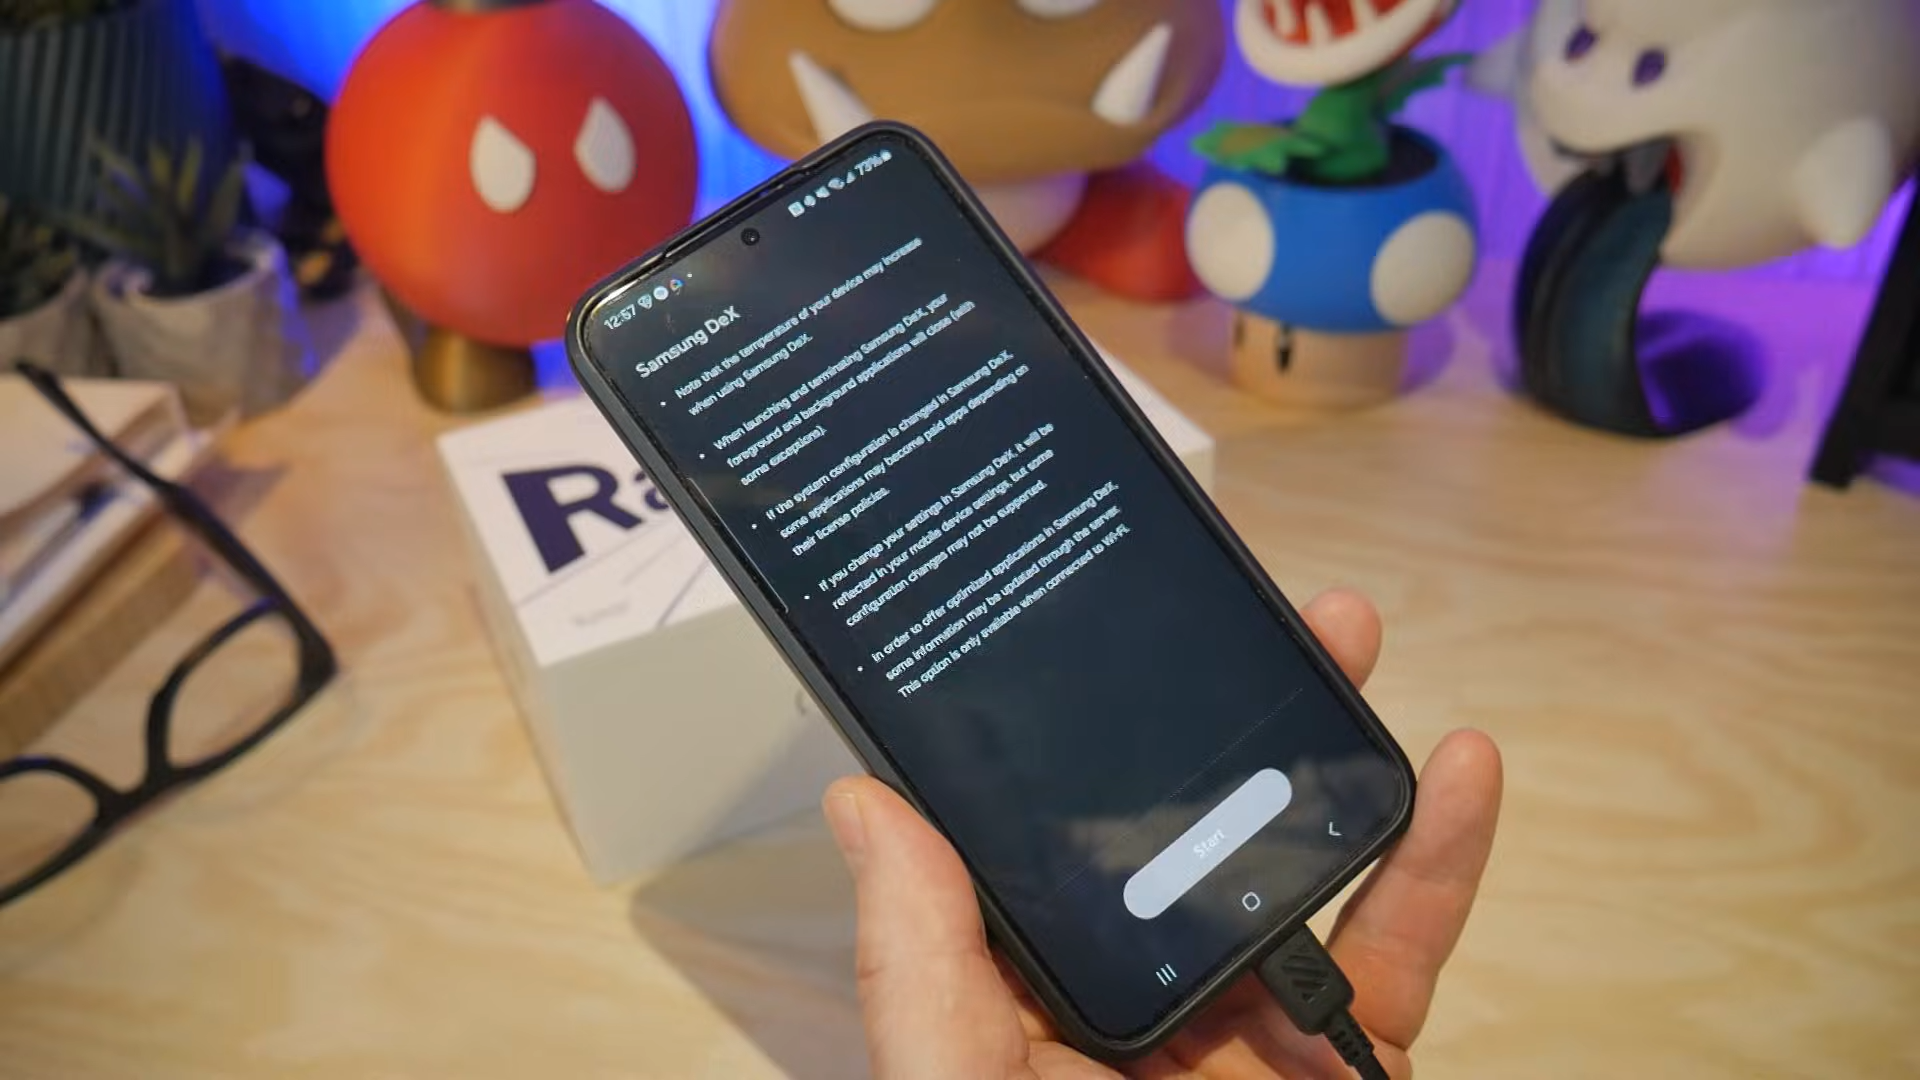 12:57
73%
Samsung DeX
• Note that the temperature of your device may increase
when using Samsung DeX.
• When launching and terminating Samsung DeX, your
foreground and background applications will close (with
some exceptions).
• If the system configuration is changed in Samsung DeX,
some applications may become paid apps depending on
their license policies.
• If you change your settings in Samsung DeX, it will be
reflected in your mobile device settings, but some
configuration changes may not be supported.
• In order to offer optimized applications in Samsung DeX,
some information may be updated through the server.
This option is only available when connected to Wi-Fi.
Start
Ra